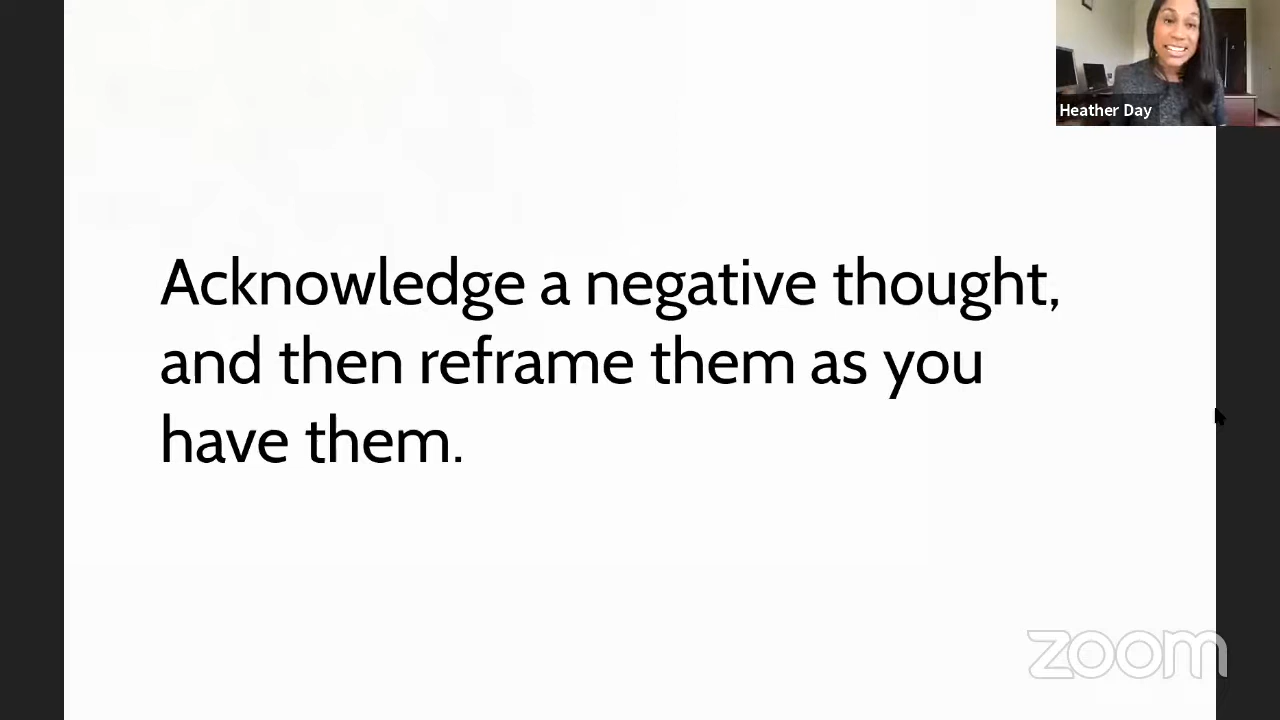 Heather Day
Acknowledge a negative thought,
and then reframe them as you
have them.
zoom